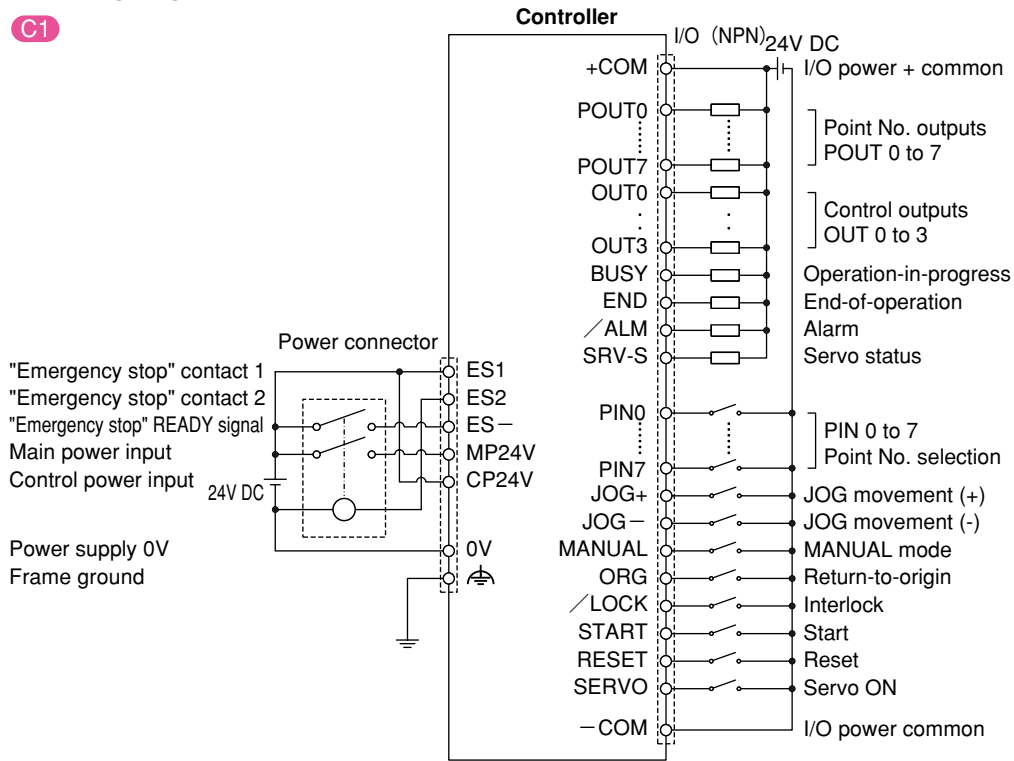 C1
Controller
I/O (NPN)
24V DC
+COM
I/O power + common
POUT0
POUT7
Point No. outputs
POUT 0 to 7
OUT0
OUT3
Control outputs
OUT 0 to 3
BUSY
Operation-in-progress
END
End-of-operation
／ALM
Alarm
SRV-S
Servo status
Power connector
"Emergency stop" contact 1
ES1
"Emergency stop" contact 2
ES2
"Emergency stop" READY signal
ES－
Main power input
MP24V
Control power input
CP24V
24V DC
Power supply 0V
0V
Frame ground
PIN0
PIN7
PIN 0 to 7
Point No. selection
JOG+
JOG movement (+)
JOG－
JOG movement (-)
MANUAL
MANUAL mode
ORG
Return-to-origin
／LOCK
Interlock
START
Start
RESET
Reset
SERVO
Servo ON
－COM
I/O power common